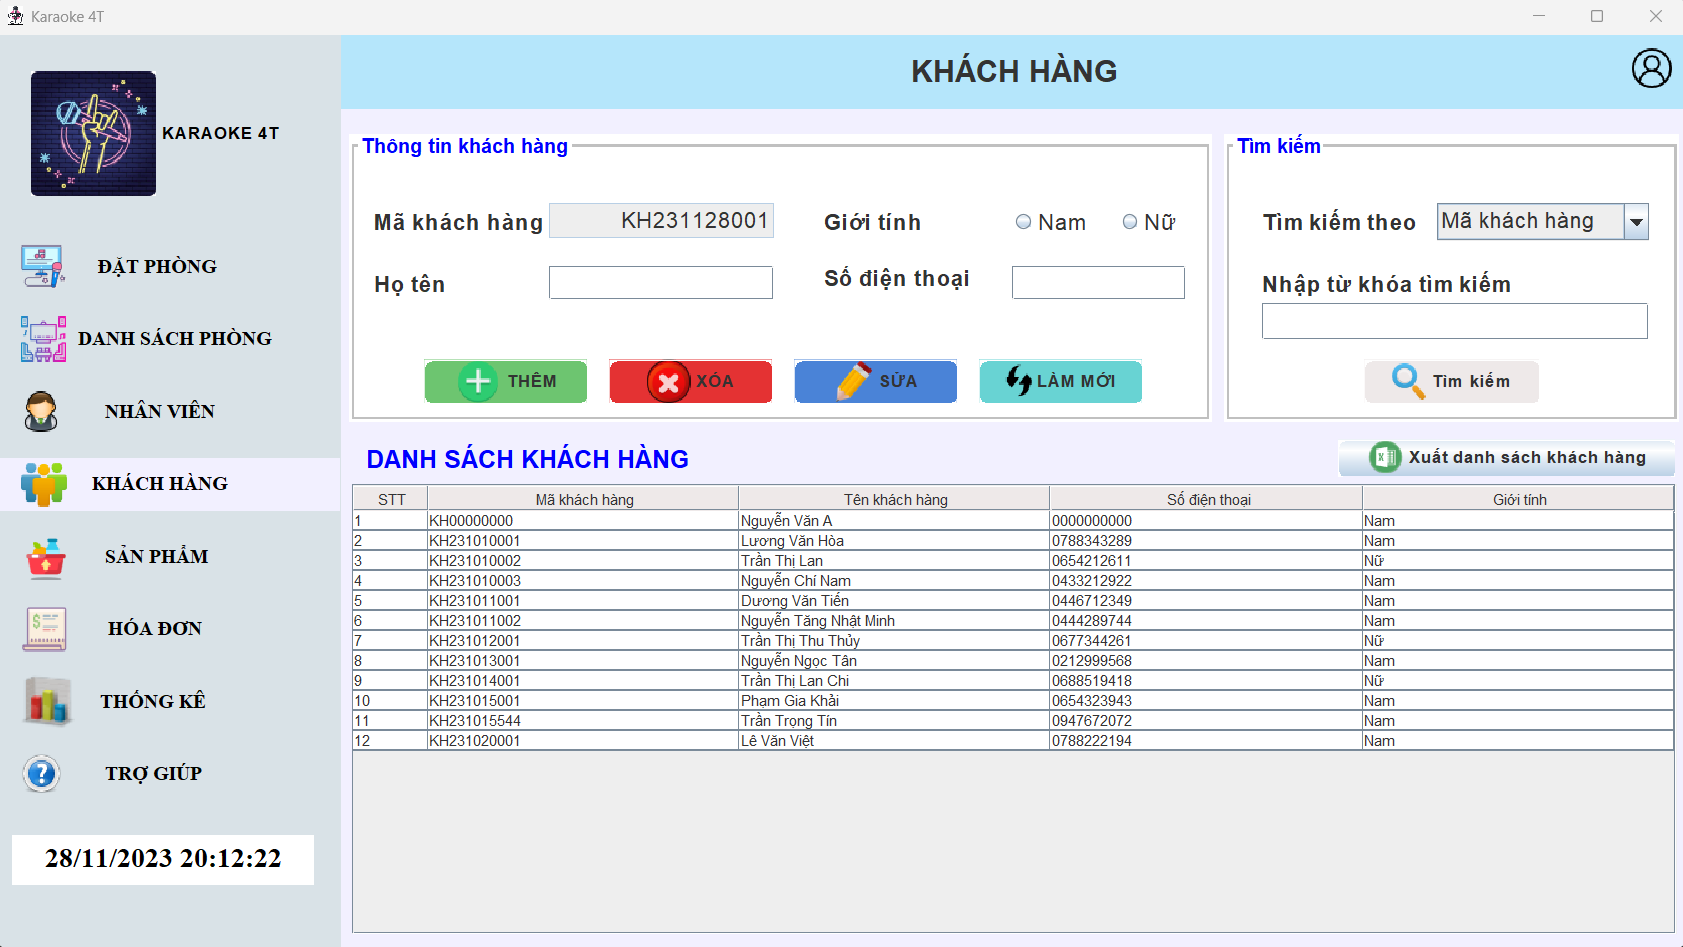 Karaoke 4T
KARAOKE 4T
ĐẶT PHÒNG
DANH SÁCH PHÒNG
NHÂN VIÊN
KHÁCH HÀNG
SẢN PHẨM
HÓA ĐƠN
THỐNG KÊ
TRỢ GIÚP
28/11/2023 20:12:22
KHÁCH HÀNG
Thông tin khách hàng
Mã khách hàng KH231128001 Giới tính Nam Nữ
Họ tên Số điện thoại
THÊM XÓA SỬA LÀM MỚI
Tìm kiếm
Tìm kiếm theo Mã khách hàng
Nhập từ khóa tìm kiếm
Tìm kiếm
DANH SÁCH KHÁCH HÀNG
Xuất danh sách khách hàng
STT Mã khách hàng Tên khách hàng Số điện thoại Giới tính
1 KH00000000 Nguyễn Văn A 0000000000 Nam
2 KH231010001 Lương Văn Hòa 0788343289 Nam
3 KH231010002 Trần Thị Lan 0654212611 Nữ
4 KH231010003 Nguyễn Chí Nam 0433212922 Nam
5 KH231011001 Dương Văn Tiến 0446712349 Nam
6 KH231011002 Nguyễn Tăng Nhật Minh 0444289744 Nam
7 KH231012001 Trần Thị Thu Thủy 0677344261 Nữ
8 KH231013001 Nguyễn Ngọc Tân 0212999568 Nam
9 KH231014001 Trần Thị Lan Chi 0688519418 Nữ
10 KH231015001 Phạm Gia Khải 0654323943 Nam
11 KH231015544 Trần Trọng Tín 0947672072 Nam
12 KH231020001 Lê Văn Việt 0788222194 Nam